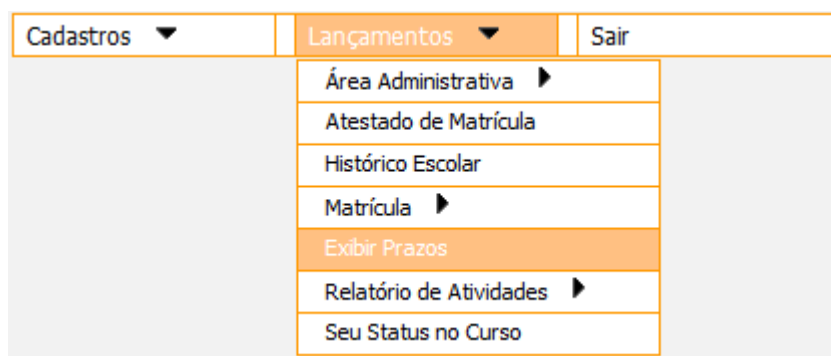 Cadastros Lançamentos Sair
Área Administrativa
Atestado de Matrícula
Histórico Escolar
Matrícula
Exibir Prazos
Relatório de Atividades
Seu Status no Curso